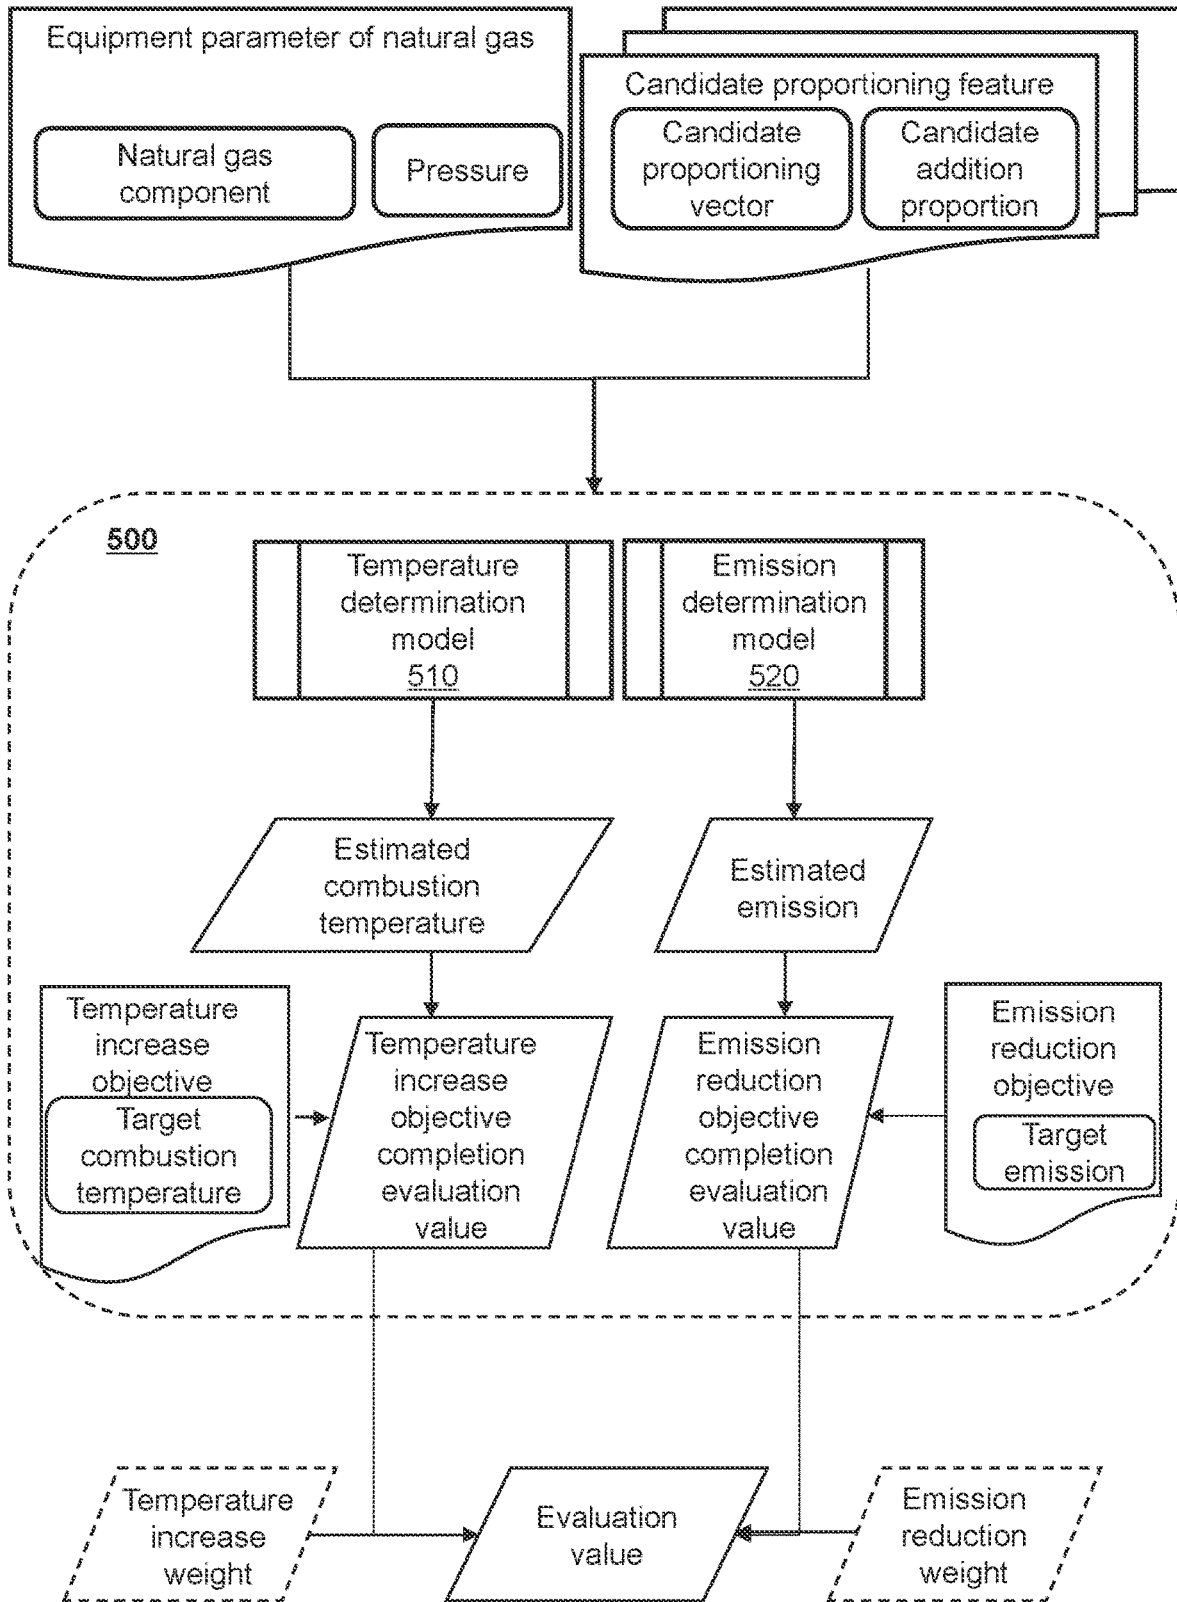 Equipment parameter of natural gas
Natural gas
component
Pressure
Candidate proportioning feature
Candidate
proportioning
vector
Candidate
addition
proportion
500
Temperature
determination
model
510
Emission
determination
model
520
Estimated
combustion
temperature
Estimated
emission
Temperature
increase
objective
Target
combustion
temperature
Temperature
increase
objective
completion
evaluation
value
Emission
reduction
objective
completion
evaluation
value
Emission
reduction
objective
Target
emission
Temperature
increase
weight
Evaluation
value
Emission
reduction
weight